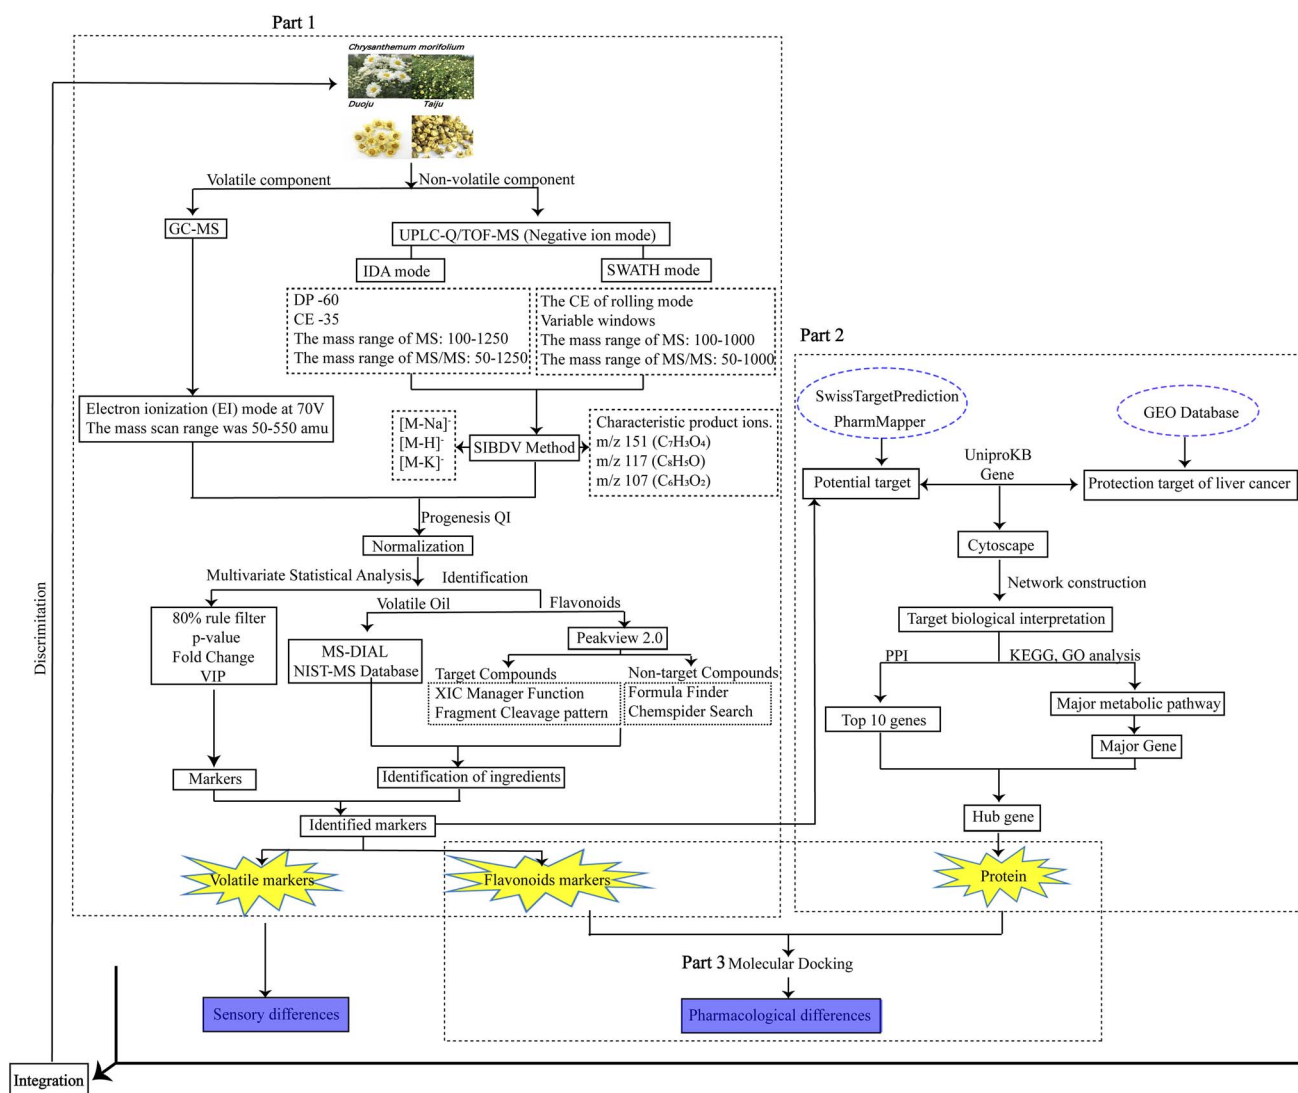 Part 1
Chrysanthemum morifolium
Duoju
Taiju
Volatile component
Non-volatile component
GC-MS
UPLC-Q/TOF-MS (Negative ion mode)
IDA mode
SWATH mode
DP -60
CE -35
The mass range of MS: 100-1250
The mass range of MS/MS: 50-1250
The CE of rolling mode
Variable windows
The mass range of MS: 100-1000
The mass range of MS/MS: 50-1000
Electron ionization (EI) mode at 70V
The mass scan range was 50-550 amu
[M-Na]⁻
[M-H]⁻
[M-K]⁻
SIBDV Method
Characteristic product ions.
m/z 151 (C₇H₃O₄)
m/z 117 (C₈H₅O)
m/z 107 (C₆H₃O₂)
Progenesis QI
Normalization
Multivariate Statistical Analysis
Identification
80% rule filter
p-value
Fold Change
VIP
Volatile Oil
Flavonoids
MS-DIAL
NIST-MS Database
Peakview 2.0
Target Compounds
Non-target Compounds
XIC Manager Function
Fragment Cleavage pattern
Formula Finder
Chemspider Search
Markers
Identification of ingredients
Identified markers
Volatile markers
Flavonoids markers
Sensory differences
Discrimitation
Integration
Part 2
SwissTargetPrediction
PharmMapper
GEO Database
UniproKB
Gene
Potential target
Protection target of liver cancer
Cytoscape
Network construction
Target biological interpretation
PPI
KEGG, GO analysis
Top 10 genes
Major metabolic pathway
Major Gene
Hub gene
Protein
Part 3 Molecular Docking
Pharmacological differences